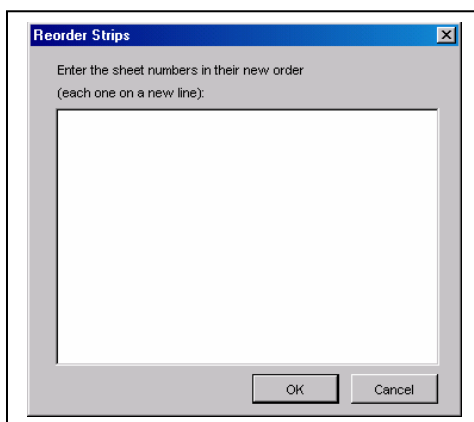 Reorder Strips
Enter the sheet numbers in their new order
(each one on a new line):
OK
Cancel